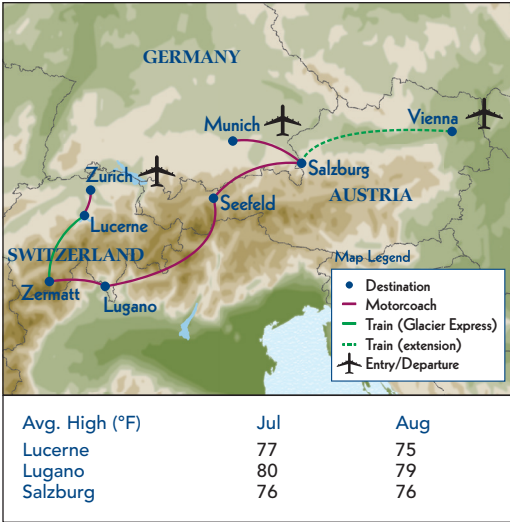 GERMANY
Munich
Vienna
Zurich
Salzburg
Lucerne
Seefeld
AUSTRIA
SWITZERLAND
Zermatt
Lugano
Map Legend
Destination
Motorcoach
Train (Glacier Express)
Train (extension)
Entry/Departure
Avg. High (°F) Jul Aug
Lucerne 77 75
Lugano 80 79
Salzburg 76 76